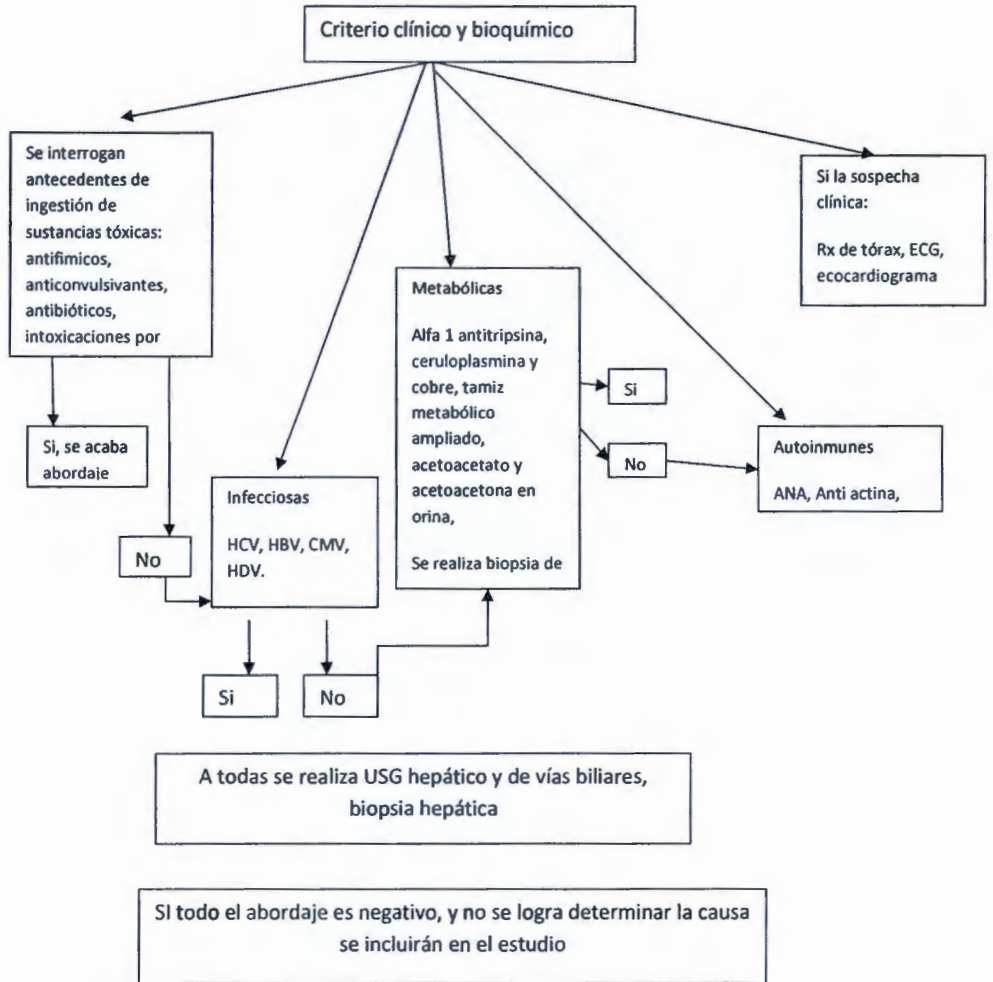 Criterio clínico y bioquímico
Se interrogan
antecedentes de
ingestión de
sustancias tóxicas:
antifimicos,
anticonvulsivantes,
antibióticos,
intoxicaciones por
Si la sospecha
clínica:
Rx de tórax, ECG,
ecocardiograma
Metabólicas
Alfa 1 antitripsina,
ceruloplasmina y
cobre, tamiz
metabólico
ampliado,
acetoacetato y
acetoacetona en
orina,
Se realiza biopsia de
Si
No
Autoinmunes
ANA, Anti actina,
Si, se acaba
abordaje
No
Infecciosas
HCV, HBV, CMV,
HDV.
Si
No
A todas se realiza USG hepático y de vías biliares,
biopsia hepática
SI todo el abordaje es negativo, y no se logra determinar la causa
se incluirán en el estudio